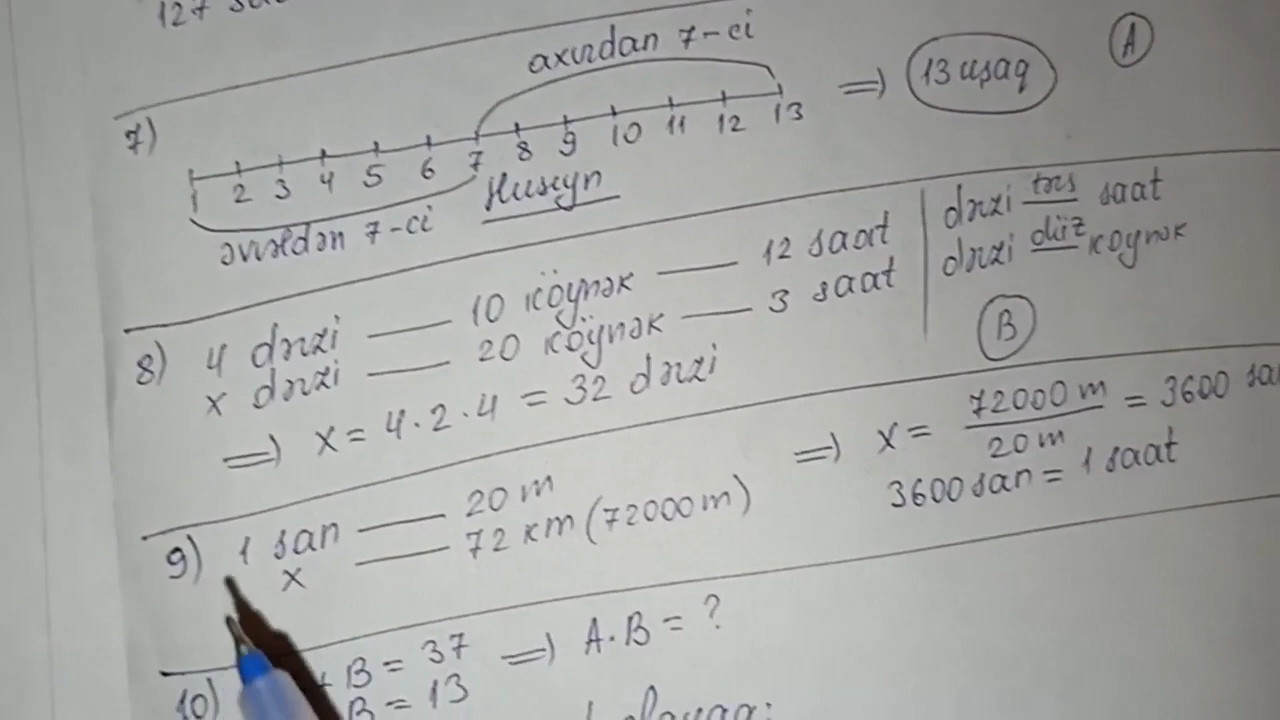 127
axırdan 7-ci
7) 1 2 3 4 5 6 7 8 9 10 11 12 13 => 13 uşaq A
əvvəldən 7-ci Huseyn
8) 4 dərzi — 10 köynək — 12 saat
x dərzi — 20 köynək — 3 saat
=> x = 4·2·4 = 32 dərzi
dərzi tərs saat
dərzi düz köynək
B
9) 1 san — 20 m
x — 72 km (72000 m)
=> x = 72000 m / 20 m = 3600
3600 san = 1 saat
10) + B = 37 => A·B = ?
B = 13